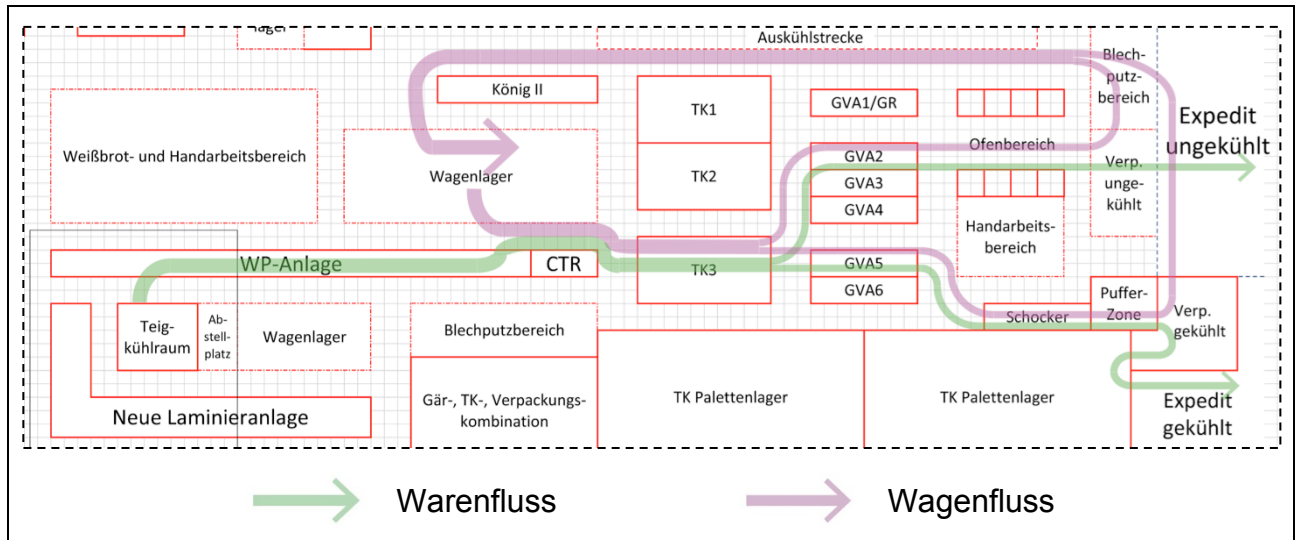 lager
Auskühlstrecke
Blech-
putz-
bereich
König II
TK1
GVA1/GR
Expedit
ungekühlt
Weißbrot- und Handarbeitsbereich
Wagenlager
TK2
GVA2
Ofenbereich
GVA3
GVA4
Verp.
unge-
kühlt
Handarbeits-
bereich
WP-Anlage
CTR
TK3
GVA5
GVA6
Schocker
Puffer-
Zone
Verp.
gekühlt
Teig-
kühlraum
Ab-
stell-
platz
Wagenlager
Blechputzbereich
Gär-, TK-, Verpackungs-
kombination
TK Palettenlager
TK Palettenlager
Expedit
gekühlt
Neue Laminieranlage
Warenfluss
Wagenfluss